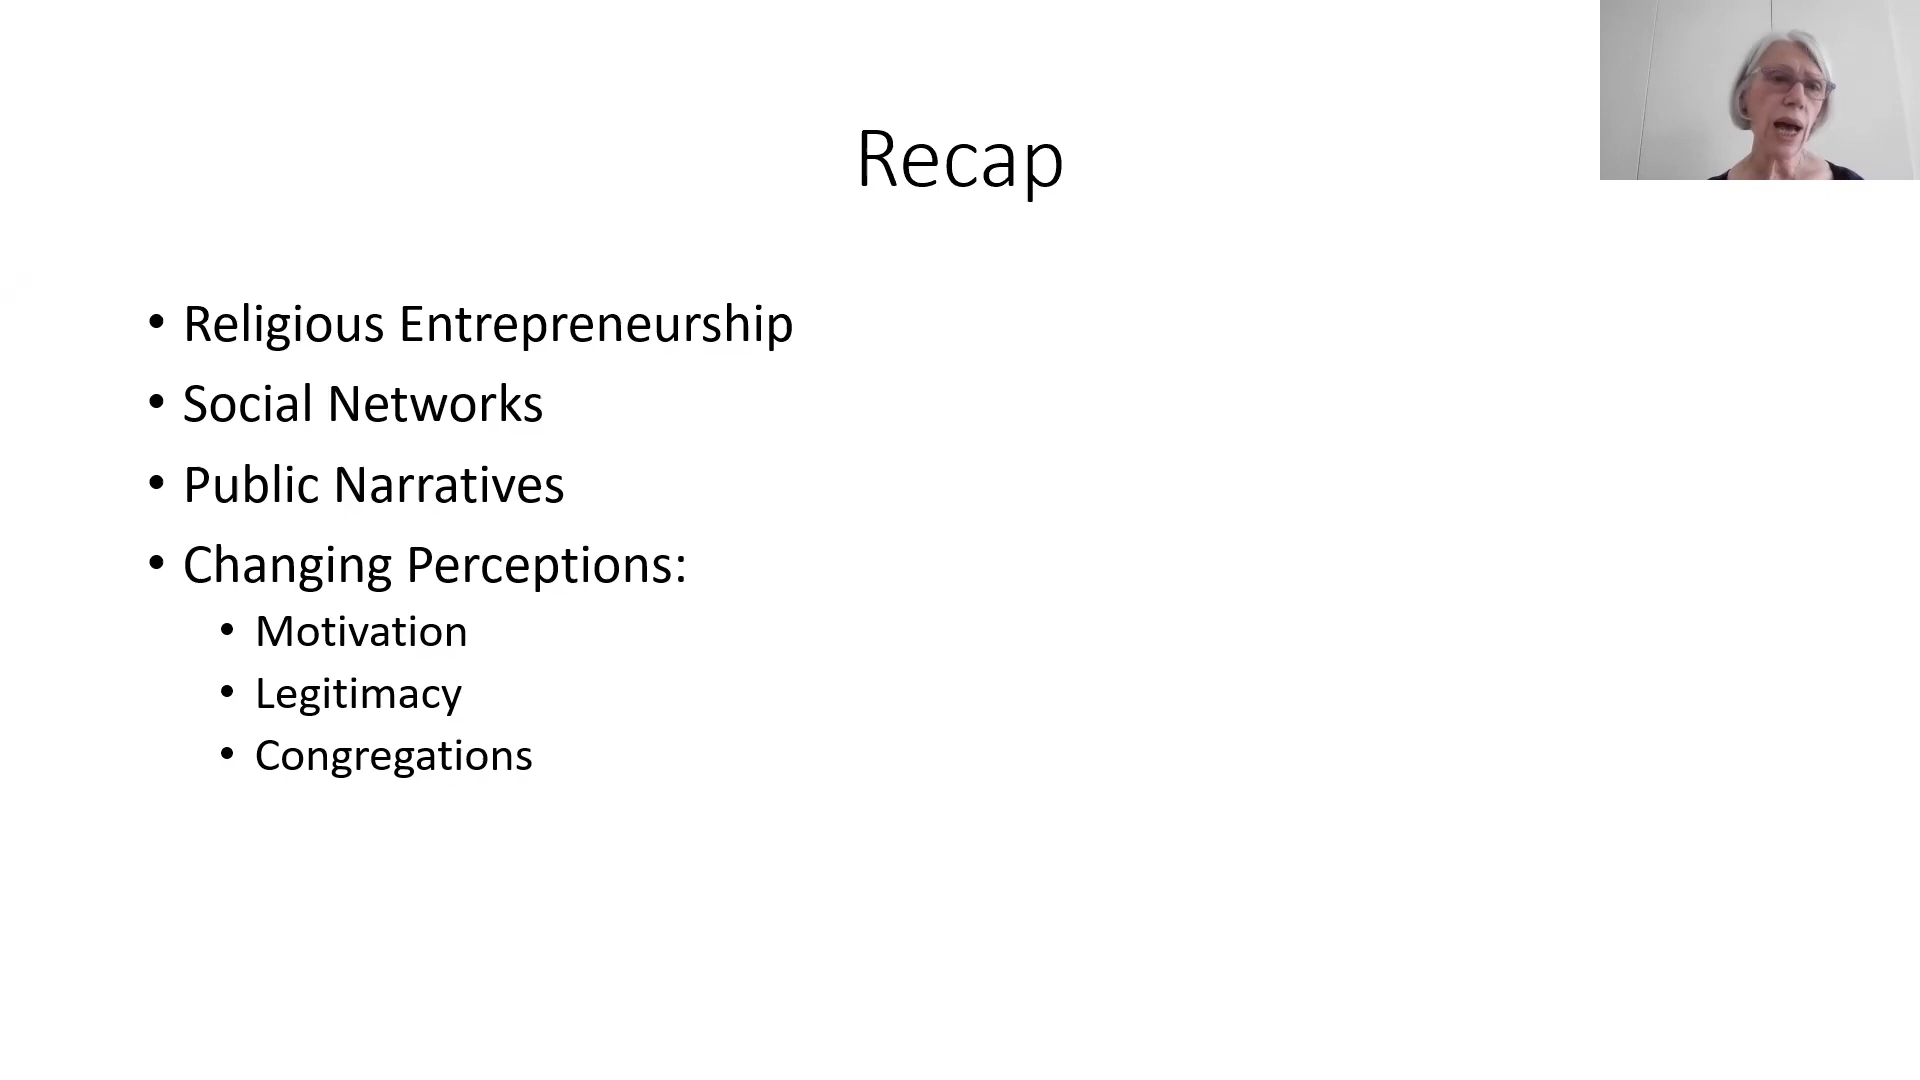 Recap
• Religious Entrepreneurship
• Social Networks
• Public Narratives
• Changing Perceptions:
• Motivation
• Legitimacy
• Congregations